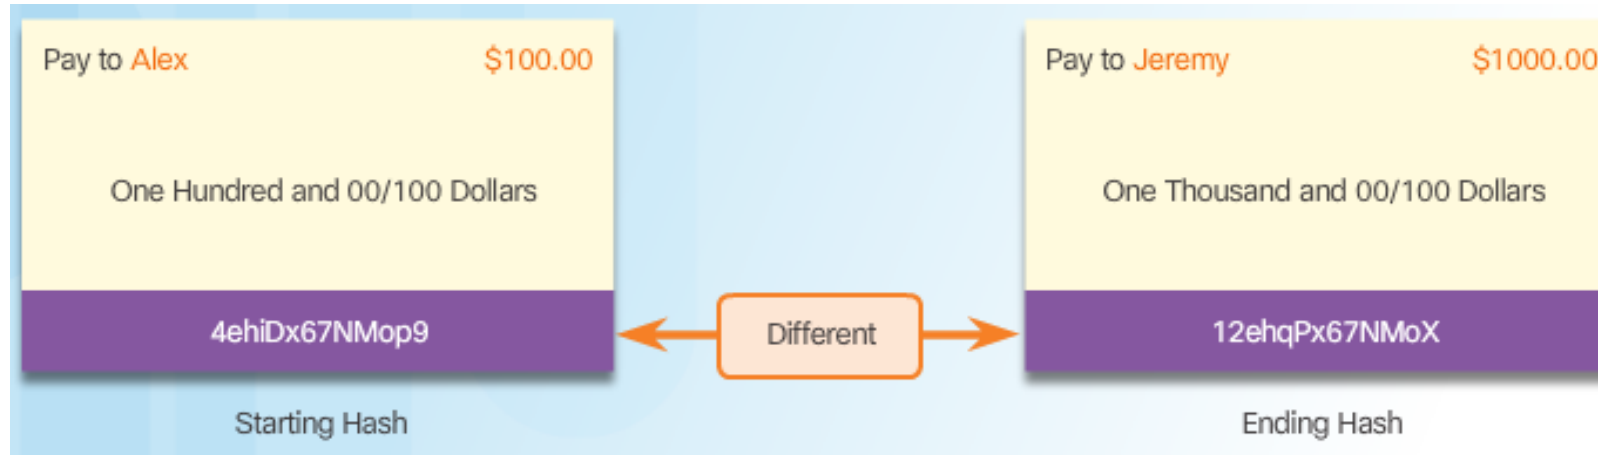 Pay to Alex $100.00
One Hundred and 00/100 Dollars
4ehiDx67NMop9
Starting Hash
Different
Pay to Jeremy $1000.00
One Thousand and 00/100 Dollars
12ehqPx67NMoX
Ending Hash